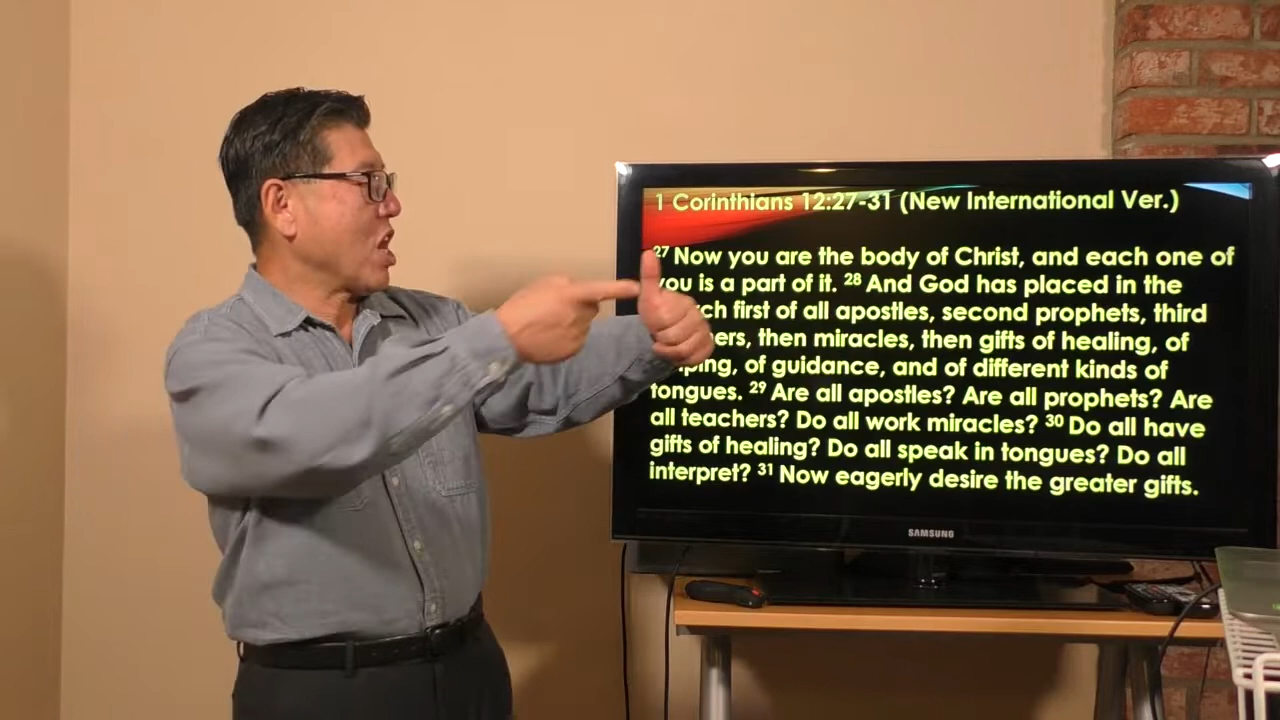 1 Corinthians 12:27-31 (New International Ver.)
27 Now you are the body of Christ, and each one of
you is a part of it. 28 And God has placed in the
first of all apostles, second prophets, third
then miracles, then gifts of healing, of
of guidance, and of different kinds of
tongues. 29 Are all apostles? Are all prophets? Are
all teachers? Do all work miracles? 30 Do all have
gifts of healing? Do all speak in tongues? Do all
interpret? 31 Now eagerly desire the greater gifts.
SAMSUNG